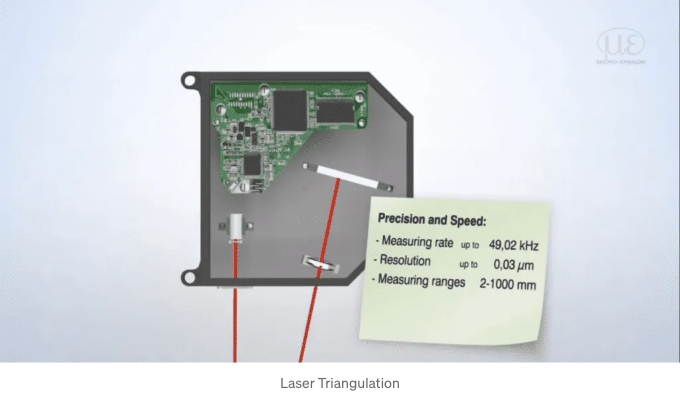 με
MICRO-EPSILON
Precision and Speed:
- Measuring rate up to 49,02 kHz
- Resolution up to 0,03 µm
- Measuring ranges 2-1000 mm
Laser Triangulation